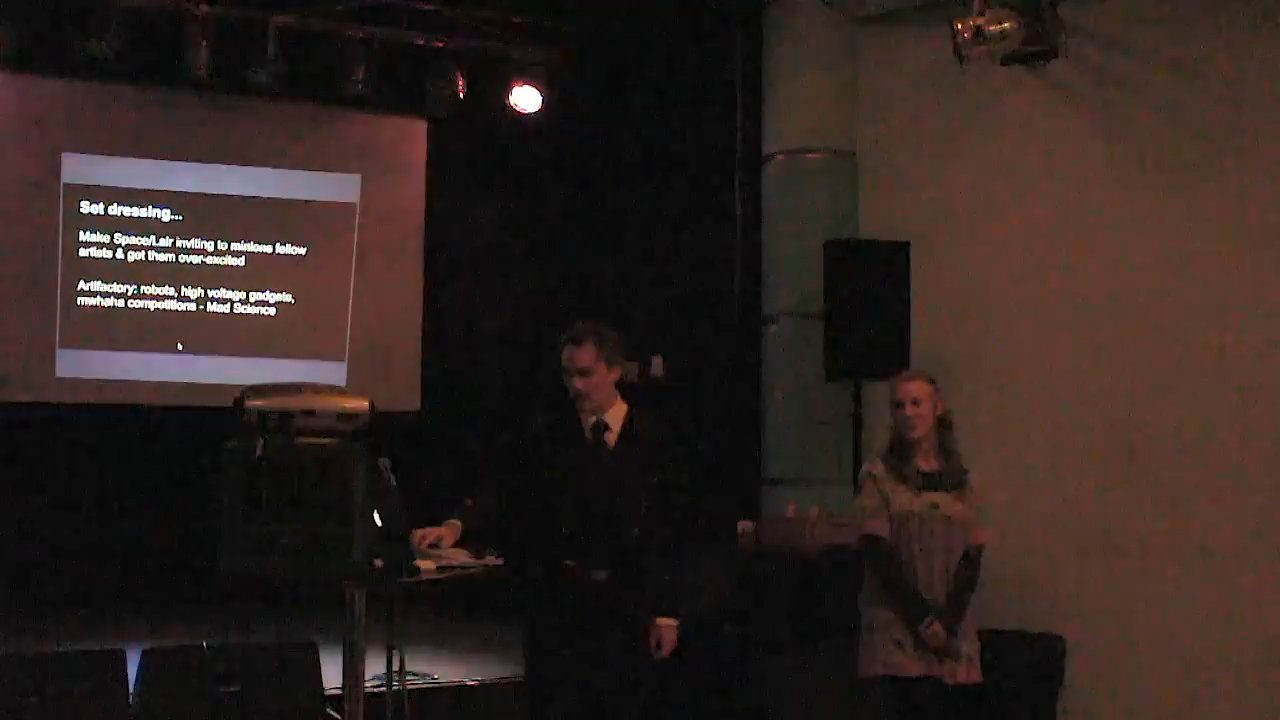 Set dressing...
Make Space/Lair inviting to minions fellow
artists & get them over-excited
Artifactory: robots, high voltage gadgets,
mwhaha competitions - Mad Science